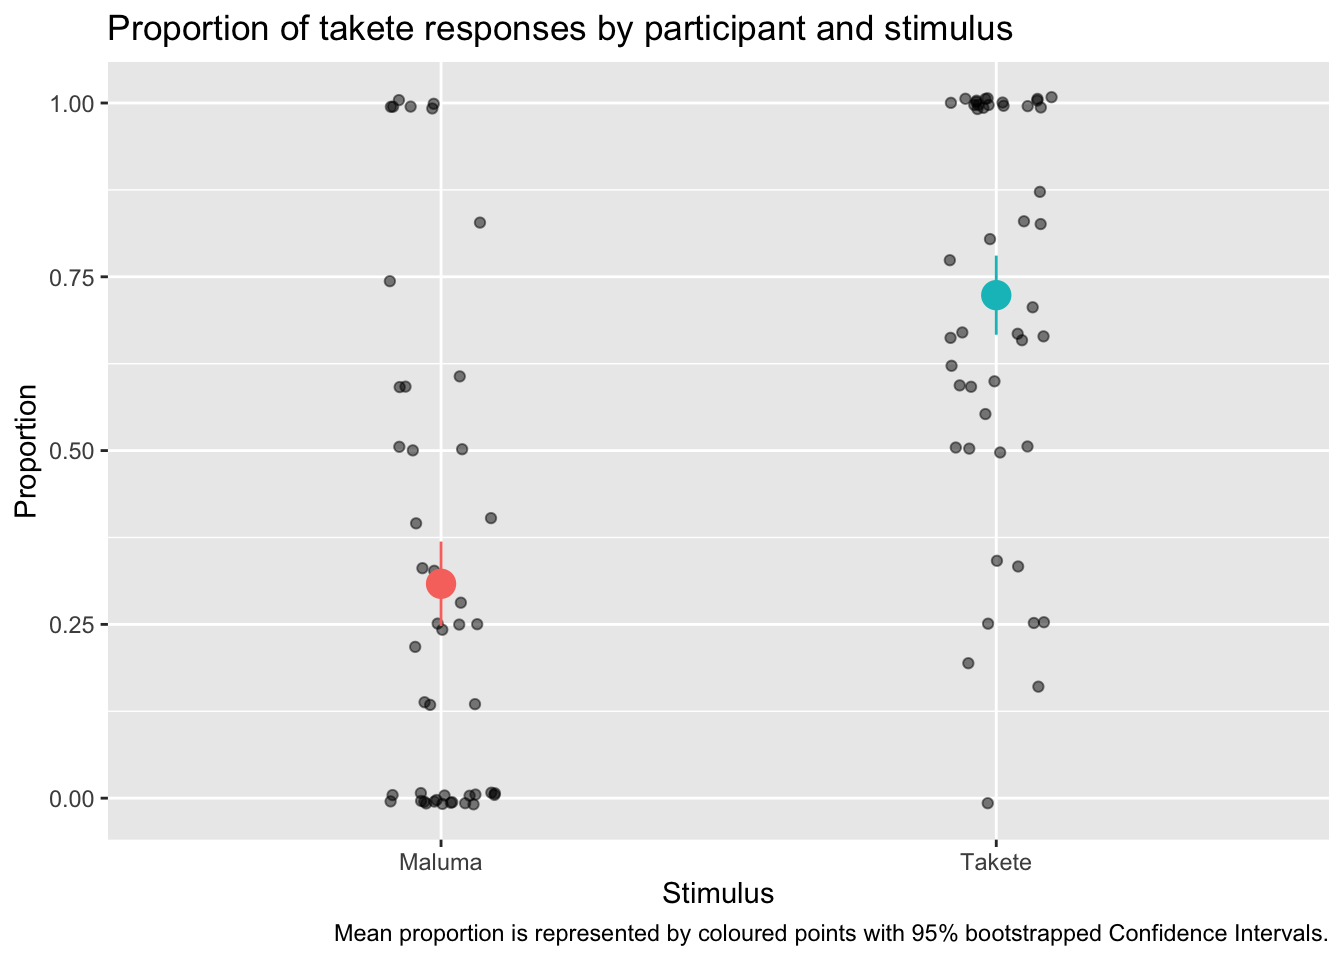 Proportion of takete responses by participant and stimulus
1.00
0.75
0.50
0.25
0.00
Proportion
Maluma
Takete
Stimulus
Mean proportion is represented by coloured points with 95% bootstrapped Confidence Intervals.